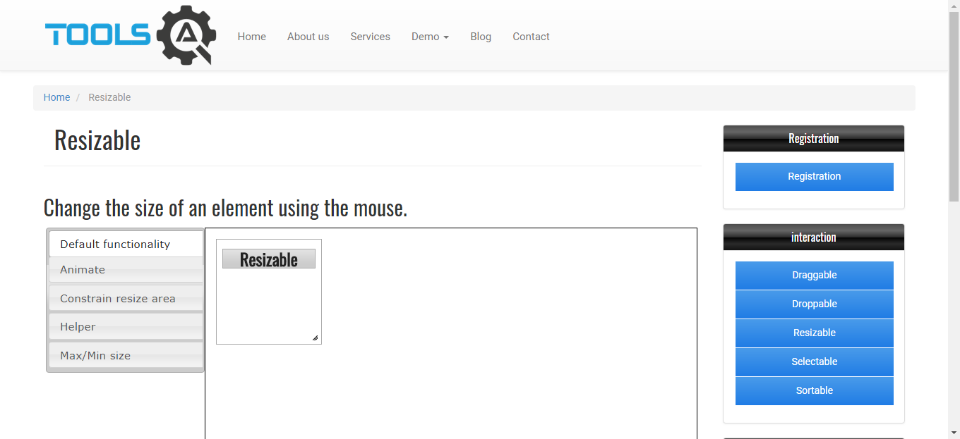 TOOLS QA
Home About us Services Demo Blog Contact
Home / Resizable
Resizable
Change the size of an element using the mouse.
Default functionality
Animate
Constrain resize area
Helper
Max/Min size
Resizable
Registration
Registration
interaction
Draggable
Droppable
Resizable
Selectable
Sortable